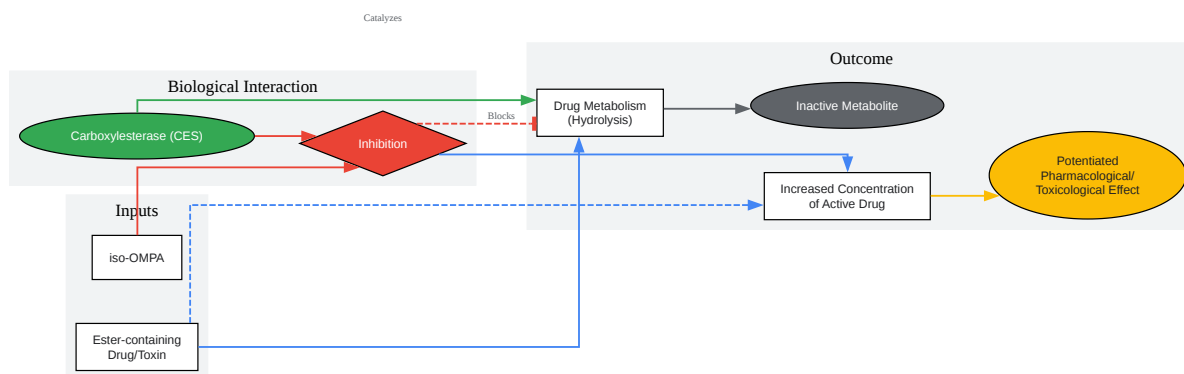 Catalyzes
Outcome
Biological Interaction
Drug Metabolism
(Hydrolysis)
Inactive Metabolite
Blocks
Carboxylesterase (CES)
Inhibition
Potentiated
Pharmacological/
Toxicological Effect
Increased Concentration
of Active Drug
Inputs
iso-OMPA
Ester-containing
Drug/Toxin